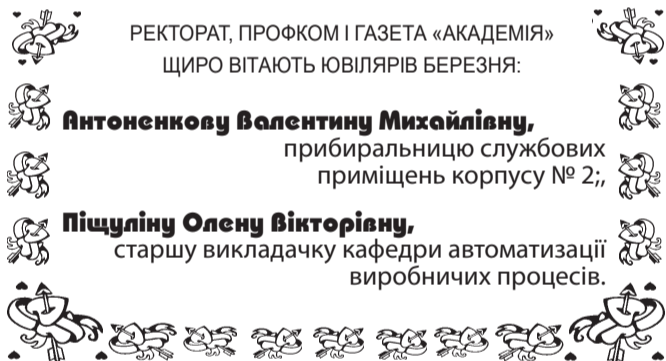 РЕКТОРАТ, ПРОФКОМ І ГАЗЕТА «АКАДЕМІЯ»
ЩИРО ВІТАЮТЬ ЮВІЛЯРІВ БЕРЕЗНЯ:
Антоненкову Валентину Михайлівну,
прибиральницю службових
приміщень корпусу № 2;,
Піщуліну Олену Вікторівну,
старшу викладачку кафедри автоматизації
виробничих процесів.